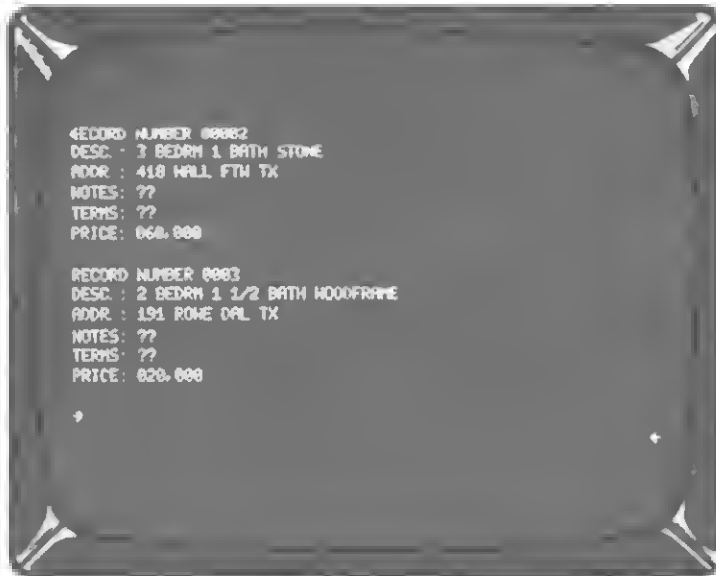 RECORD NUMBER 00002
DESC. : 3 BEDRM 1 BATH STONE
ADDR : 418 WALL FTW TX
NOTES: ??
TERMS: ??
PRICE: 060,000
RECORD NUMBER 0003
DESC. : 2 BEDRM 1 1/2 BATH WOODFRAME
ADDR. : 191 ROWE DAL TX
NOTES: ??
TERMS: ??
PRICE: 020,000